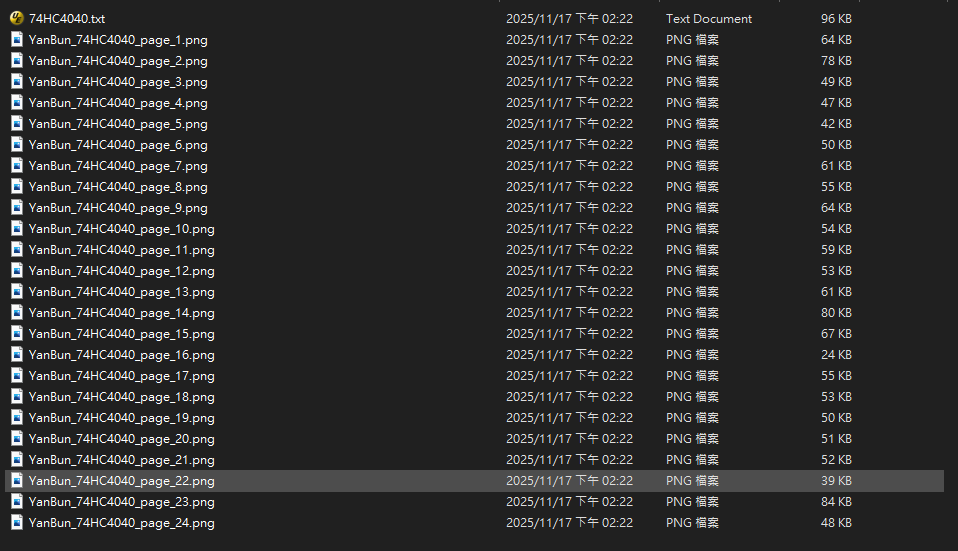 74HC4040.txt 2025/11/17 下午 02:22 Text Document 96 KB
YanBun_74HC4040_page_1.png 2025/11/17 下午 02:22 PNG 檔案 64 KB
YanBun_74HC4040_page_2.png 2025/11/17 下午 02:22 PNG 檔案 78 KB
YanBun_74HC4040_page_3.png 2025/11/17 下午 02:22 PNG 檔案 49 KB
YanBun_74HC4040_page_4.png 2025/11/17 下午 02:22 PNG 檔案 47 KB
YanBun_74HC4040_page_5.png 2025/11/17 下午 02:22 PNG 檔案 42 KB
YanBun_74HC4040_page_6.png 2025/11/17 下午 02:22 PNG 檔案 50 KB
YanBun_74HC4040_page_7.png 2025/11/17 下午 02:22 PNG 檔案 61 KB
YanBun_74HC4040_page_8.png 2025/11/17 下午 02:22 PNG 檔案 55 KB
YanBun_74HC4040_page_9.png 2025/11/17 下午 02:22 PNG 檔案 64 KB
YanBun_74HC4040_page_10.png 2025/11/17 下午 02:22 PNG 檔案 54 KB
YanBun_74HC4040_page_11.png 2025/11/17 下午 02:22 PNG 檔案 59 KB
YanBun_74HC4040_page_12.png 2025/11/17 下午 02:22 PNG 檔案 53 KB
YanBun_74HC4040_page_13.png 2025/11/17 下午 02:22 PNG 檔案 61 KB
YanBun_74HC4040_page_14.png 2025/11/17 下午 02:22 PNG 檔案 80 KB
YanBun_74HC4040_page_15.png 2025/11/17 下午 02:22 PNG 檔案 67 KB
YanBun_74HC4040_page_16.png 2025/11/17 下午 02:22 PNG 檔案 24 KB
YanBun_74HC4040_page_17.png 2025/11/17 下午 02:22 PNG 檔案 55 KB
YanBun_74HC4040_page_18.png 2025/11/17 下午 02:22 PNG 檔案 53 KB
YanBun_74HC4040_page_19.png 2025/11/17 下午 02:22 PNG 檔案 50 KB
YanBun_74HC4040_page_20.png 2025/11/17 下午 02:22 PNG 檔案 51 KB
YanBun_74HC4040_page_21.png 2025/11/17 下午 02:22 PNG 檔案 52 KB
YanBun_74HC4040_page_22.png 2025/11/17 下午 02:22 PNG 檔案 39 KB
YanBun_74HC4040_page_23.png 2025/11/17 下午 02:22 PNG 檔案 84 KB
YanBun_74HC4040_page_24.png 2025/11/17 下午 02:22 PNG 檔案 48 KB